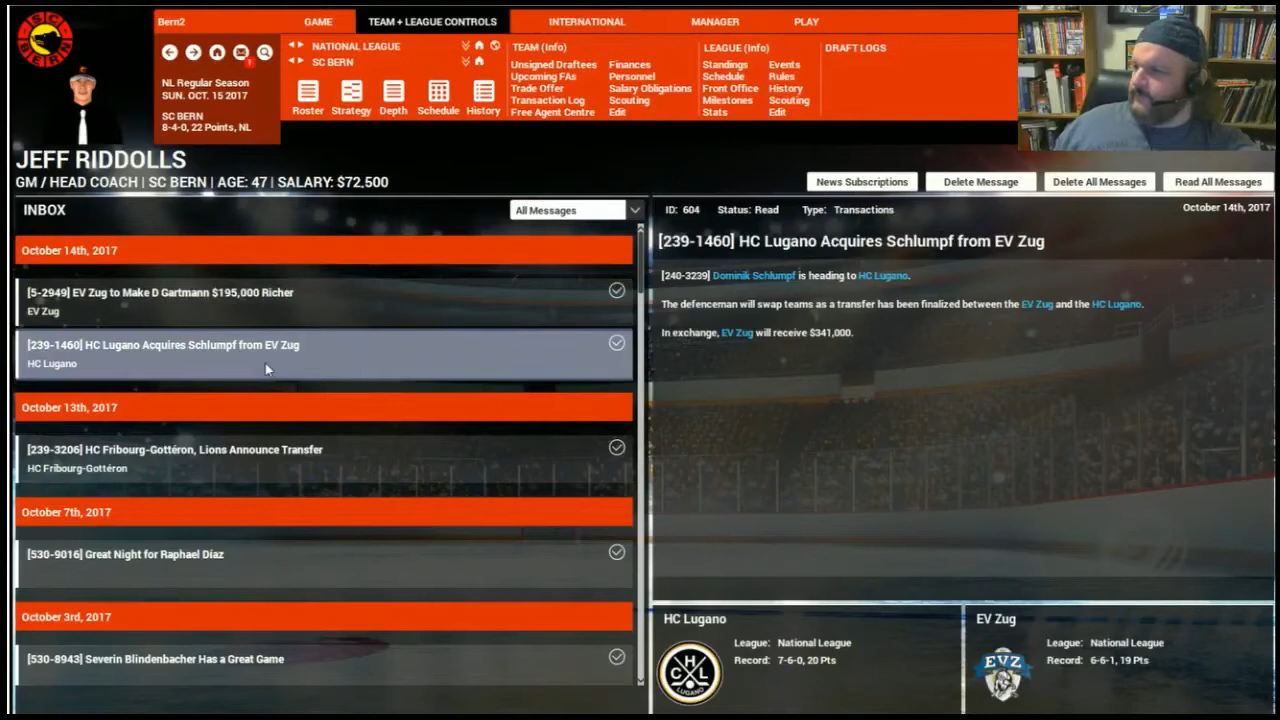 SC
BERN
Bern2
GAME
TEAM + LEAGUE CONTROLS
INTERNATIONAL
MANAGER
PLAY
NATIONAL LEAGUE
SC BERN
NL Regular Season
SUN. OCT. 15 2017
SC BERN
8-4-0, 22 Points, NL
Roster
Strategy
Depth
Schedule
History
TEAM (Info)
Unsigned Draftees
Finances
Upcoming FAs
Personnel
Trade Offer
Salary Obligations
Transaction Log
Scouting
Free Agent Centre
Edit
LEAGUE (Info)
Standings
Events
Schedule
Rules
Front Office
History
Milestones
Scouting
Stats
Edit
DRAFT LOGS
JEFF RIDDOLLS
GM / HEAD COACH | SC BERN | AGE: 47 | SALARY: $72,500
News Subscriptions
Delete Message
Delete All Messages
Read All Messages
INBOX
All Messages
October 14th, 2017
[5-2949] EV Zug to Make D Gartmann $195,000 Richer
EV Zug
[239-1460] HC Lugano Acquires Schlumpf from EV Zug
HC Lugano
October 13th, 2017
[239-3206] HC Fribourg-Gottéron, Lions Announce Transfer
HC Fribourg-Gottéron
October 7th, 2017
[530-9016] Great Night for Raphael Diaz
October 3rd, 2017
[530-8943] Severin Blindenbacher Has a Great Game
ID: 604 Status: Read Type: Transactions
October 14th, 2017
[239-1460] HC Lugano Acquires Schlumpf from EV Zug
[240-3239] Dominik Schlumpf is heading to HC Lugano.
The defenceman will swap teams as a transfer has been finalized between the EV Zug and the HC Lugano.
In exchange, EV Zug will receive $341,000.
HC Lugano
League: National League
Record: 7-6-0, 20 Pts
H
C L
LUGANO
EV Zug
League: National League
Record: 6-6-1, 19 Pts
EVZ